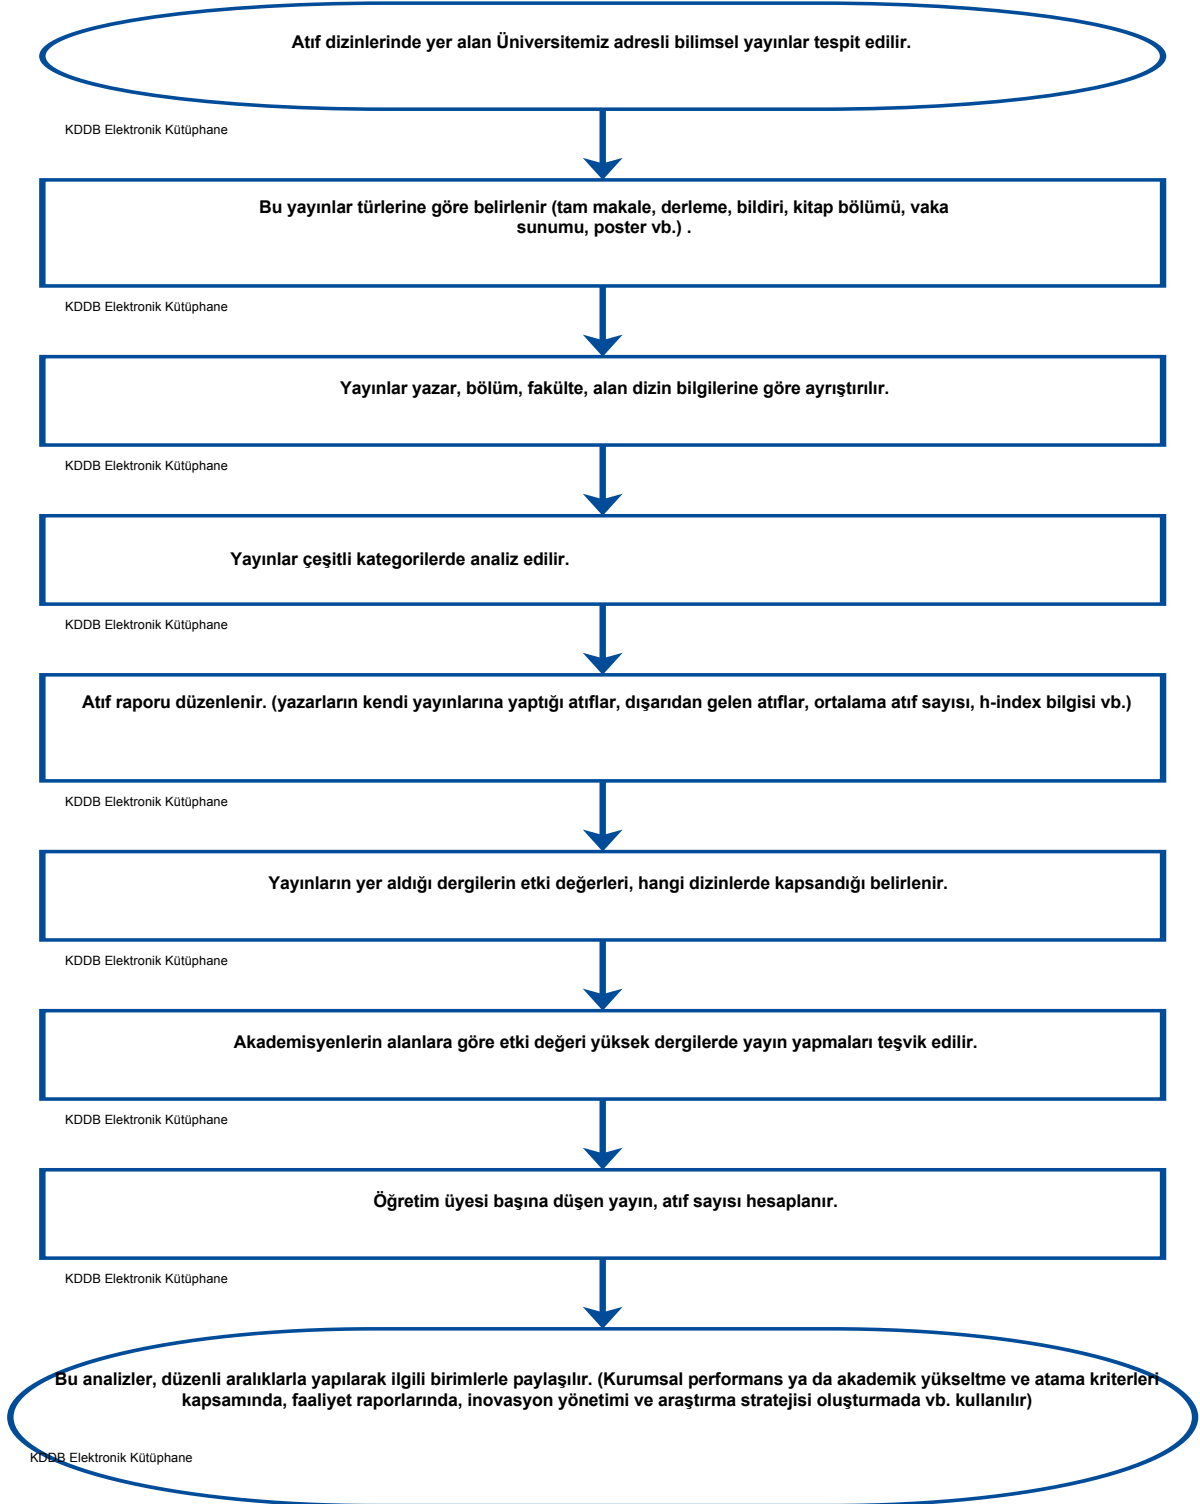 Atıf dizinlerinde yer alan Üniversitemiz adresli bilimsel yayınlar tespit edilir.
KDDB Elektronik Kütüphane
Bu yayınlar türlerine göre belirlenir (tam makale, derleme, bildiri, kitap bölümü, vaka
sunumu, poster vb.) .
KDDB Elektronik Kütüphane
Yayınlar yazar, bölüm, fakülte, alan dizin bilgilerine göre ayrıştırılır.
KDDB Elektronik Kütüphane
Yayınlar çeşitli kategorilerde analiz edilir.
KDDB Elektronik Kütüphane
Atıf raporu düzenlenir. (yazarların kendi yayınlarına yaptığı atıflar, dışarıdan gelen atıflar, ortalama atıf sayısı, h-index bilgisi vb.)
KDDB Elektronik Kütüphane
Yayınların yer aldığı dergilerin etki değerleri, hangi dizinlerde kapsandığı belirlenir.
KDDB Elektronik Kütüphane
Akademisyenlerin alanlara göre etki değeri yüksek dergilerde yayın yapmaları teşvik edilir.
KDDB Elektronik Kütüphane
Öğretim üyesi başına düşen yayın, atıf sayısı hesaplanır.
KDDB Elektronik Kütüphane
Bu analizler, düzenli aralıklarla yapılarak ilgili birimlerle paylaşılır. (Kurumsal performans ya da akademik yükseltme ve atama kriterleri
kapsamında, faaliyet raporlarında, inovasyon yönetimi ve araştırma stratejisi oluşturmada vb. kullanılır)
KDDB Elektronik Kütüphane